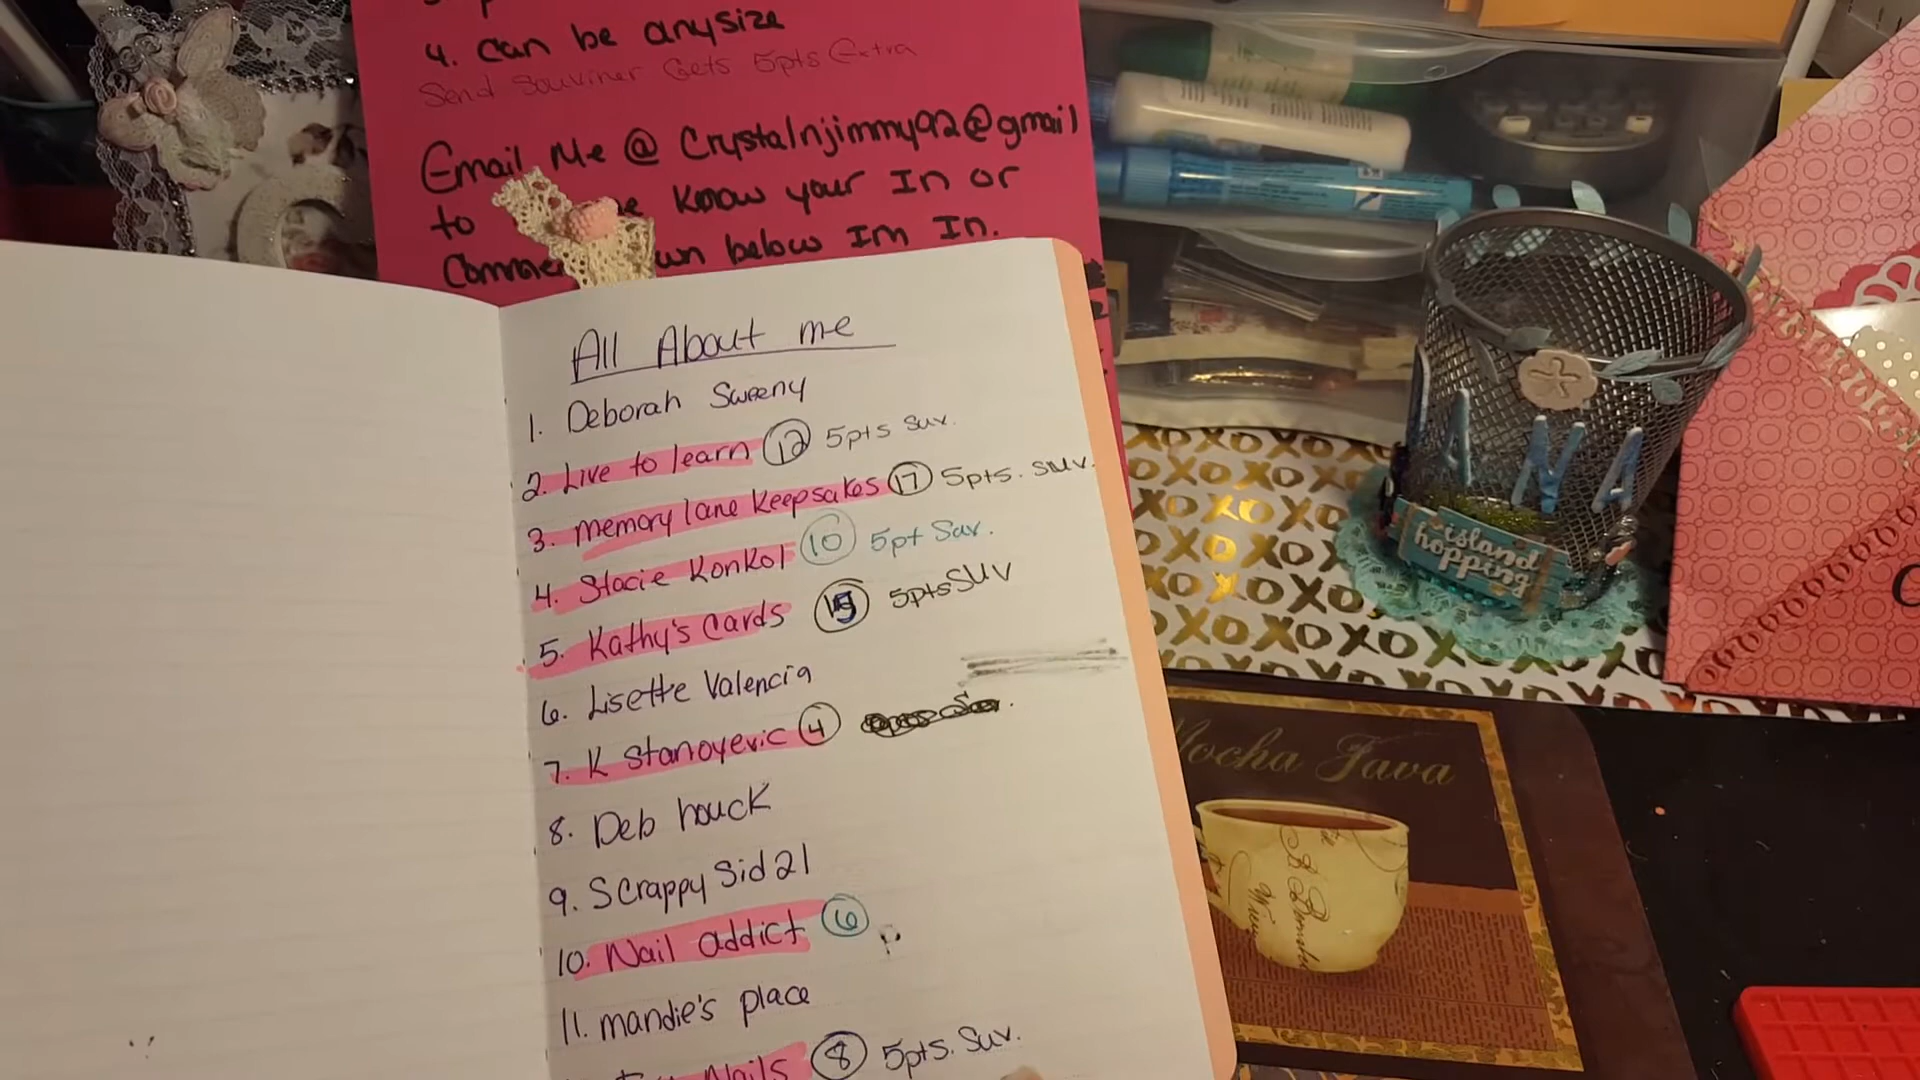 4. Can be anysize
Send Souviner Gets 5pts Extra
Email Me @ Crystalnjimmy92@gmail
to know your In or
below Im In.
All About me
1. Deborah Sweeny
2. Live to learn 12 5pts Suv.
3. memory lane keepsakes 17 5pts. Suv.
4. Stacie Konkol 10 5pt Suv.
5. Kathy's Cards 5pts SUV
6. Lisette Valencia
7. K Stanoyevic 4
8. Deb houck
9. Scrappy Sid 21
10. Nail addict 6
11. mandie's place
Nails 8 5pts. Suv.
ANA
island
hopping
XOXOXO
Mocha Java